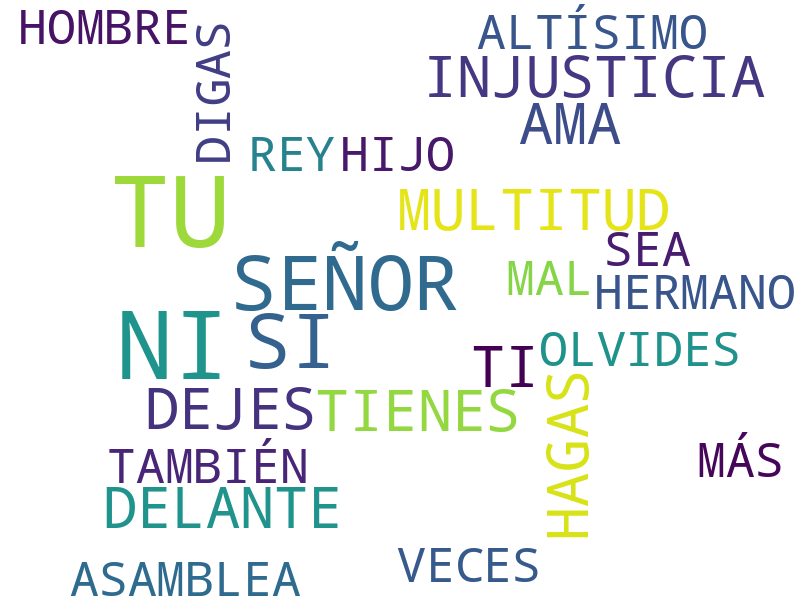 HOMBRE
ALTÍSIMO
DIGAS
INJUSTICIA
AMA
REY
HIJO
TU
MULTITUD
SEA
SEÑOR
MAL
HERMANO
NI
SI
TI
OLVIDES
DEJES
TIENES
HAGAS
TAMBIÉN
MÁS
DELANTE
VECES
ASAMBLEA